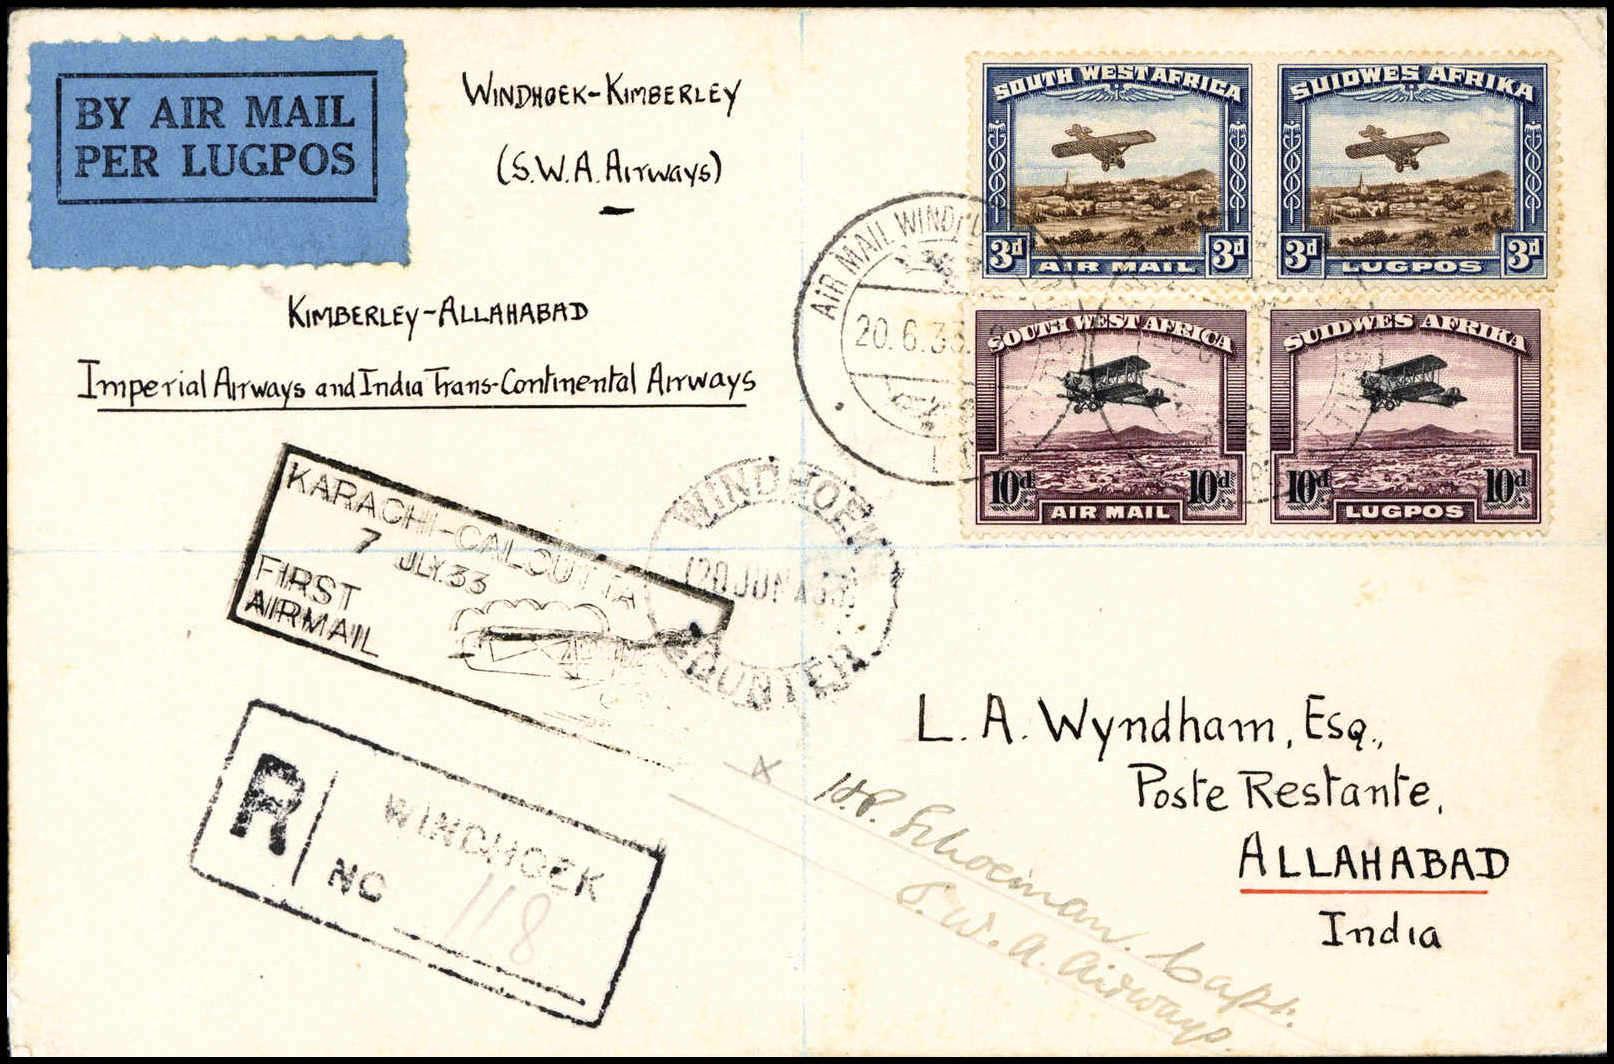 BY AIR MAIL
PER LUGPOS
WINDHOEK-KIMBERLEY
(S.W.A. Airways)
KIMBERLEY-ALLAHABAD
Imperial Airways and India Trans-Continental Airways
SOUTH WEST AFRICA
3d 3d
AIR MAIL
SUIDWES AFRIKA
3d 3d
LUGPOS
SOUTH WEST AFRICA
10d 10d
AIR MAIL
SUIDWES AFRIKA
10d 10d
LUGPOS
AIR MAIL
20.6.33
KARACHI-CALCUTTA
7 JLY.33
FIRST
AIRMAIL
WINDHOEK
20 JUN 33
COUNTER
R WINDHOEK
NO 118
L. A. Wyndham, Esq.,
Poste Restante,
ALLAHABAD
India
H.P. Schoeman. Capt.
S.W.A. Airways.